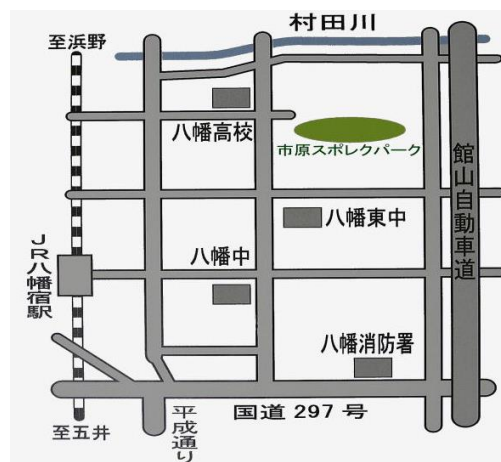 村田川
至浜野
八幡高校
市原スポレクパーク
館山自動車道
八幡東中
八幡中
JR八幡宿駅
八幡消防署
国道 297 号
平成通り
至五井